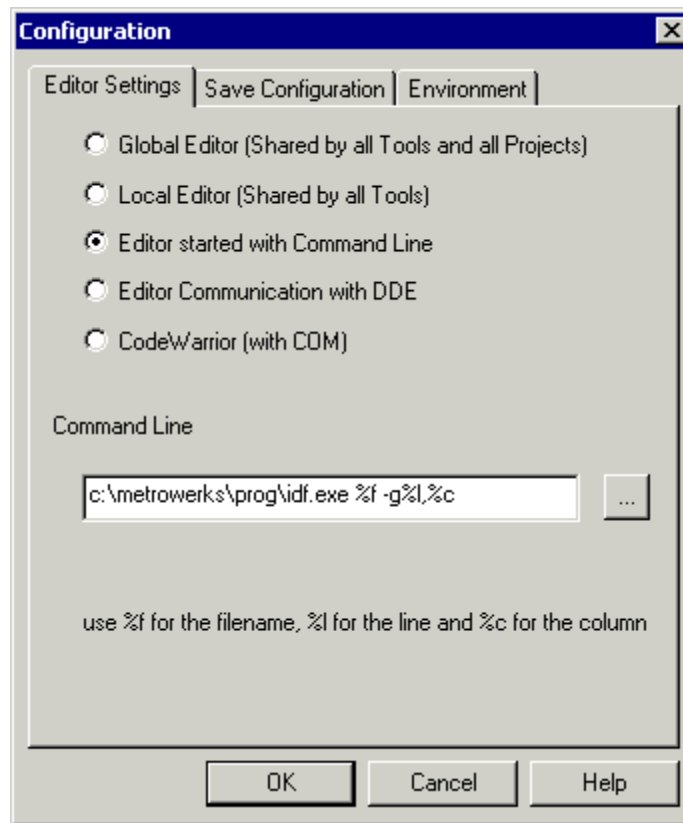 Configuration
Editor Settings Save Configuration Environment
Global Editor (Shared by all Tools and all Projects)
Local Editor (Shared by all Tools)
Editor started with Command Line
Editor Communication with DDE
CodeWarrior (with COM)
Command Line
c:\metrowerks\prog\idf.exe %f -g%l,%c
...
use %f for the filename, %l for the line and %c for the column
OK Cancel Help